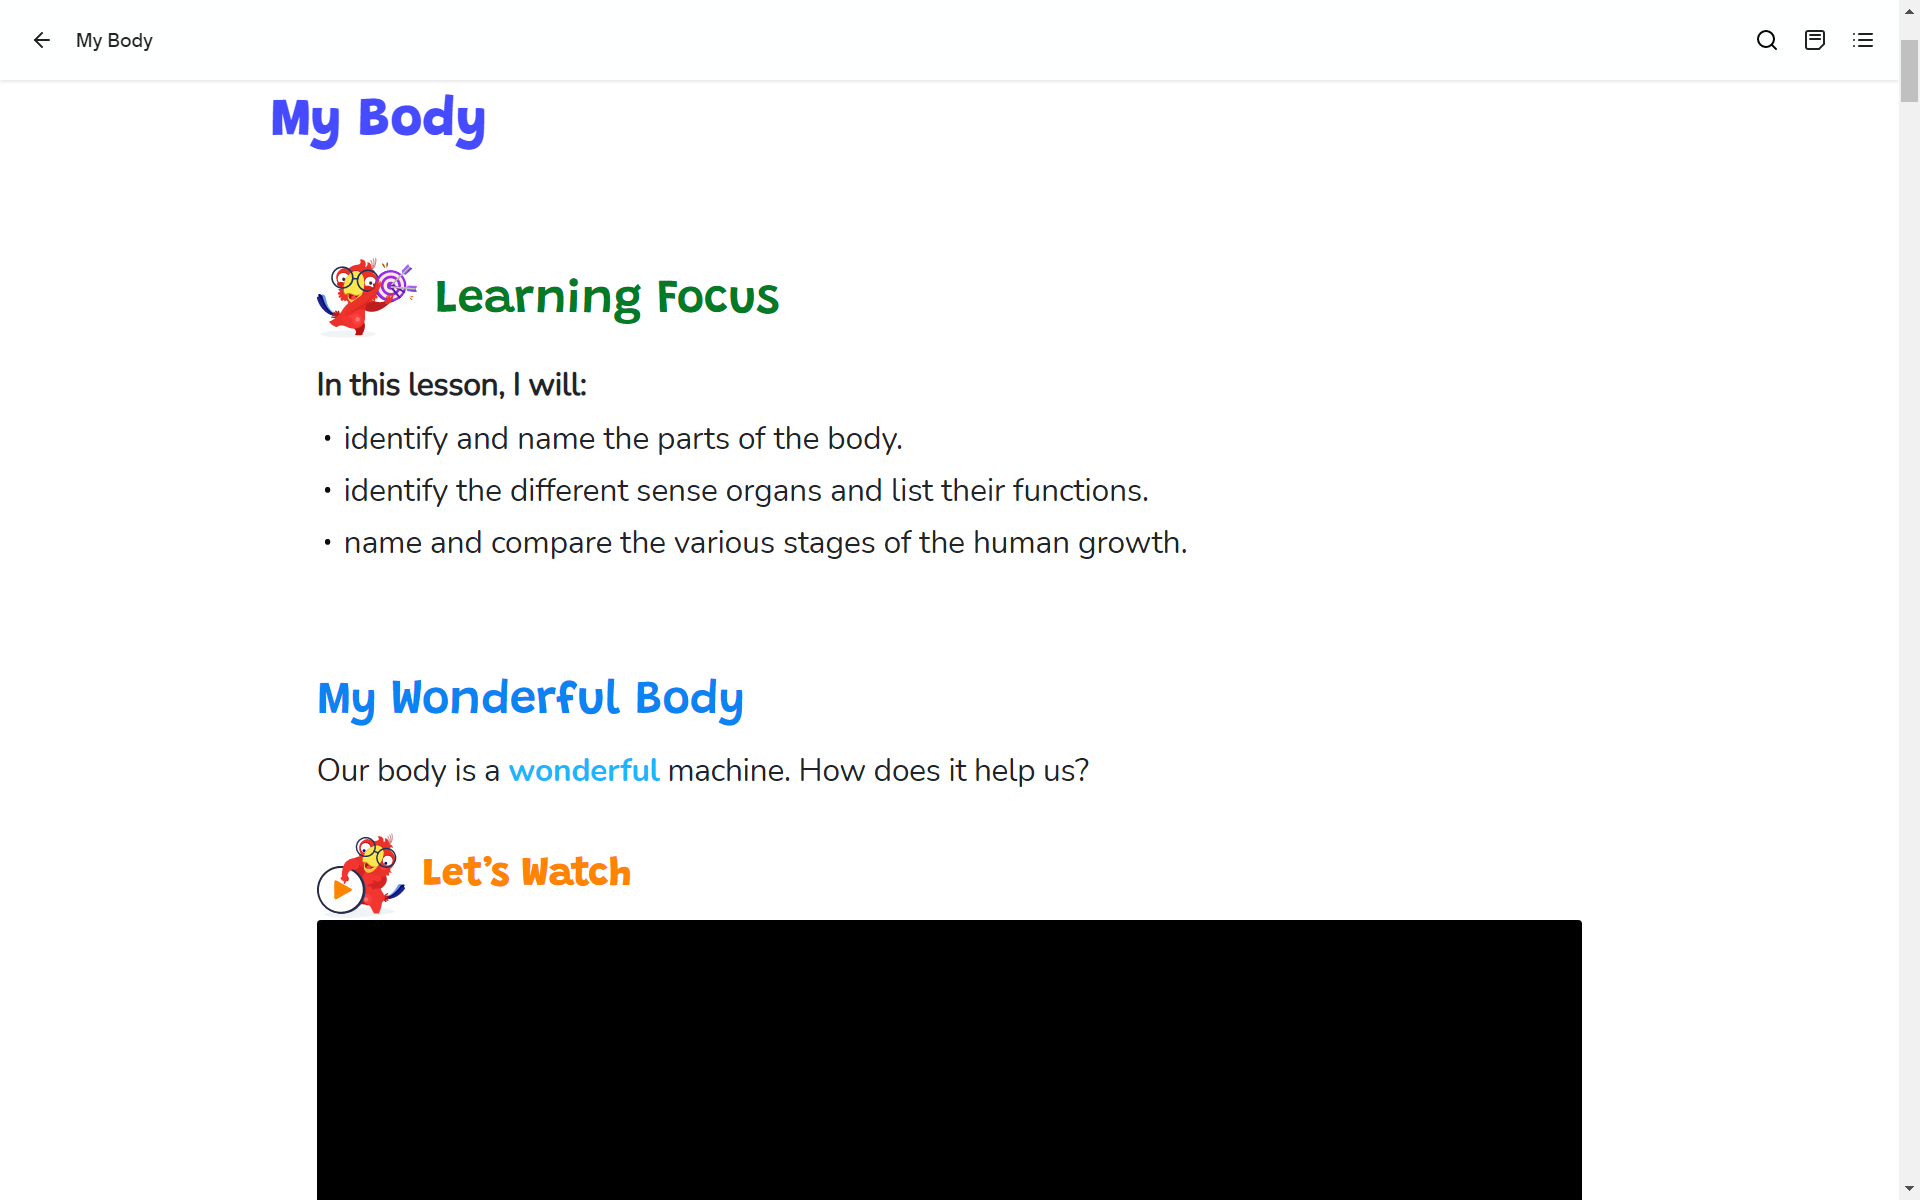 My Body
My Body
Learning Focus
In this lesson, I will:
• identify and name the parts of the body.
• identify the different sense organs and list their functions.
• name and compare the various stages of the human growth.
My Wonderful Body
Our body is a wonderful machine. How does it help us?
Let’s Watch